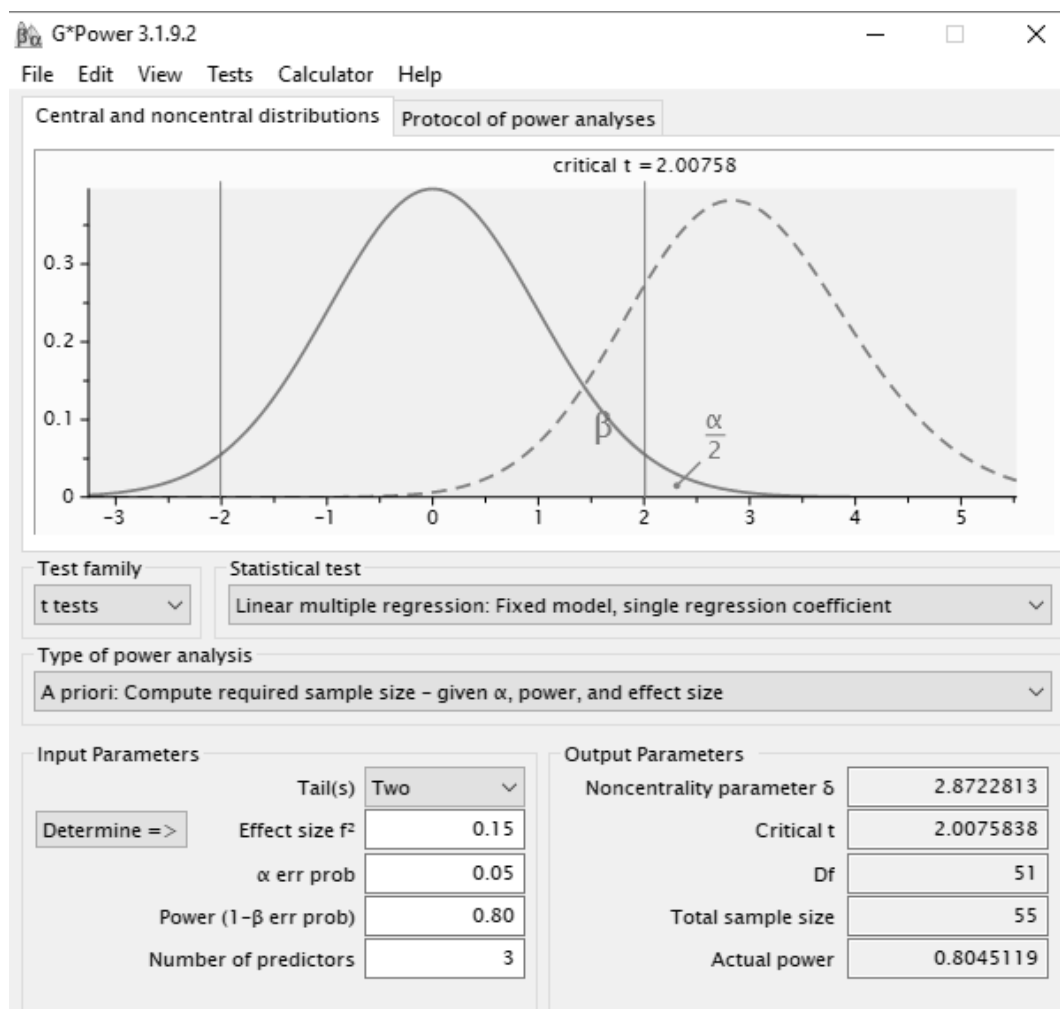 G*Power 3.1.9.2
File Edit View Tests Calculator Help
Central and noncentral distributions Protocol of power analyses
critical t = 2.00758
0.3
0.2
0.1
0
β
α
2
-3 -2 -1 0 1 2 3 4 5
Test family Statistical test
t tests Linear multiple regression: Fixed model, single regression coefficient
Type of power analysis
A priori: Compute required sample size – given α, power, and effect size
Input Parameters Output Parameters
Tail(s) Two Noncentrality parameter δ 2.8722813
Determine => Effect size f² 0.15 Critical t 2.0075838
α err prob 0.05 Df 51
Power (1-β err prob) 0.80 Total sample size 55
Number of predictors 3 Actual power 0.8045119